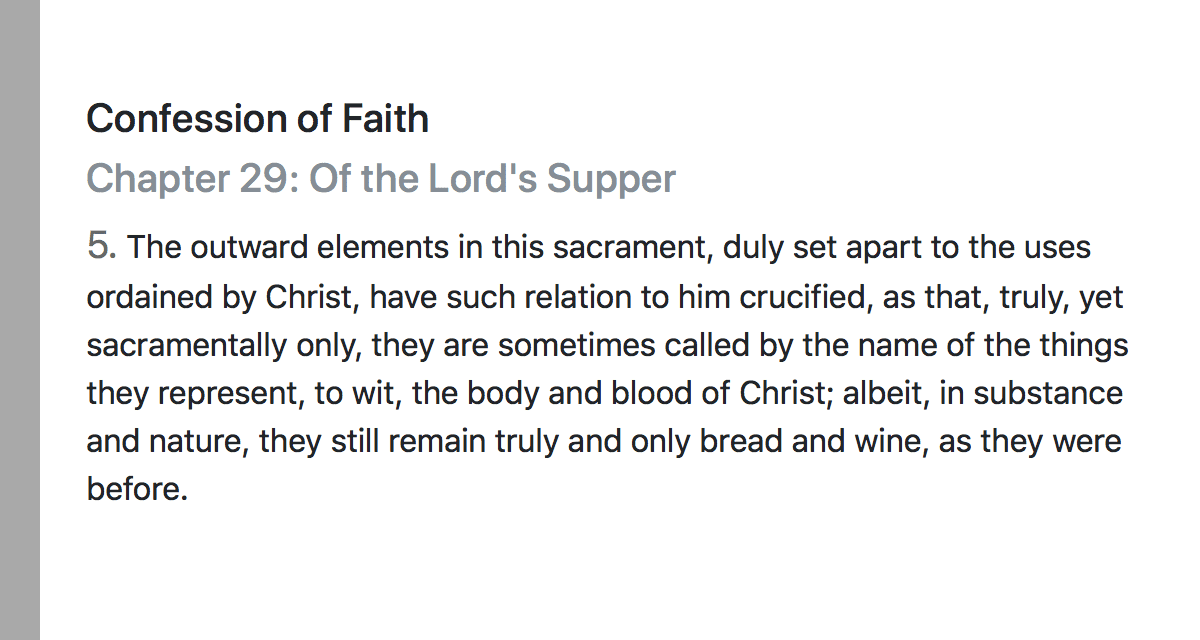 Confession of Faith
Chapter 29: Of the Lord's Supper
5. The outward elements in this sacrament, duly set apart to the uses
ordained by Christ, have such relation to him crucified, as that, truly, yet
sacramentally only, they are sometimes called by the name of the things
they represent, to wit, the body and blood of Christ; albeit, in substance
and nature, they still remain truly and only bread and wine, as they were
before.